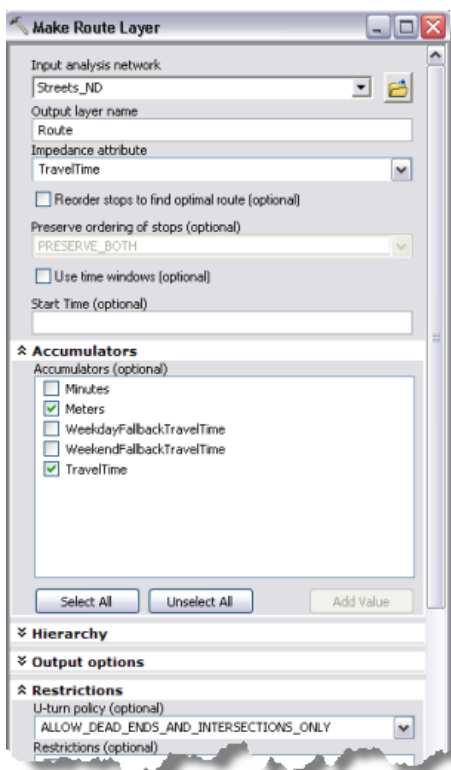 Make Route Layer
Input analysis network
Streets_ND
Output layer name
Route
Impedance attribute
TravelTime
Reorder stops to find optimal route (optional)
Preserve ordering of stops (optional)
PRESERVE_BOTH
Use time windows (optional)
Start Time (optional)
Accumulators
Accumulators (optional)
Minutes
Meters
WeekdayFallbackTravelTime
WeekendFallbackTravelTime
TravelTime
Select All Unselect All Add Value
Hierarchy
Output options
Restrictions
U-turn policy (optional)
ALLOW_DEAD_ENDS_AND_INTERSECTIONS_ONLY
Restrictions (optional)